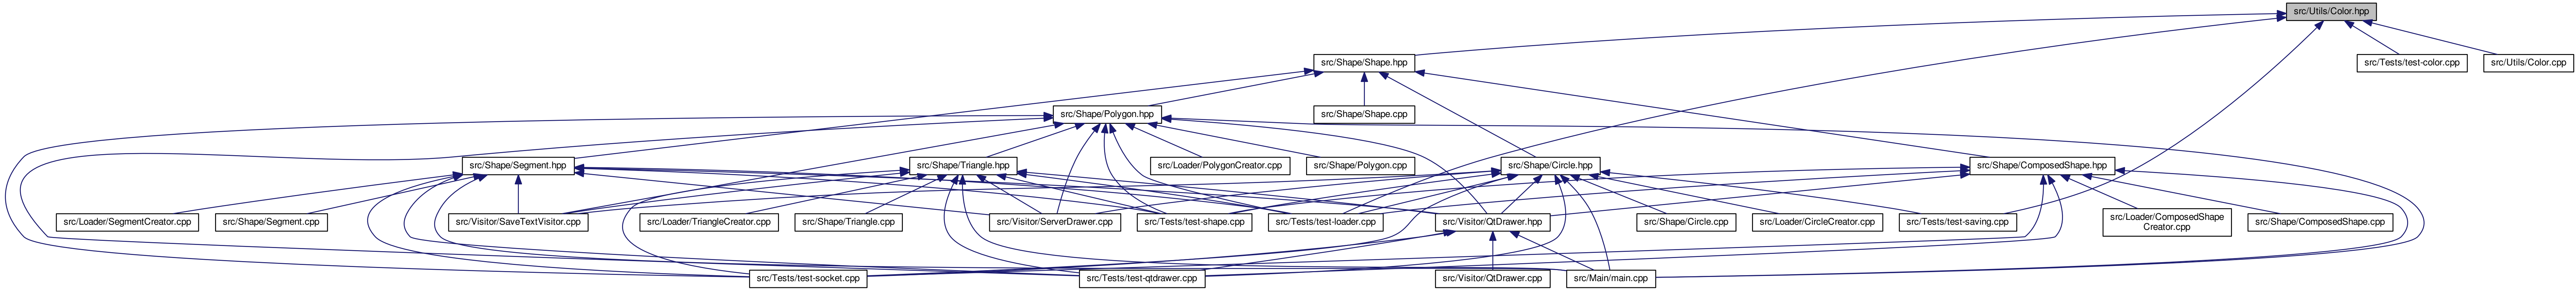 src/Utils/Color.hpp
src/Shape/Shape.hpp
src/Tests/test-color.cpp
src/Utils/Color.cpp
src/Shape/Polygon.hpp
src/Shape/Shape.cpp
src/Shape/Segment.hpp
src/Shape/Triangle.hpp
src/Loader/PolygonCreator.cpp
src/Shape/Polygon.cpp
src/Shape/Circle.hpp
src/Shape/ComposedShape.hpp
src/Loader/SegmentCreator.cpp
src/Shape/Segment.cpp
src/Visitor/SaveTextVisitor.cpp
src/Loader/TriangleCreator.cpp
src/Shape/Triangle.cpp
src/Visitor/ServerDrawer.cpp
src/Tests/test-shape.cpp
src/Tests/test-loader.cpp
src/Visitor/QtDrawer.hpp
src/Shape/Circle.cpp
src/Loader/CircleCreator.cpp
src/Tests/test-saving.cpp
src/Loader/ComposedShape
Creator.cpp
src/Shape/ComposedShape.cpp
src/Tests/test-socket.cpp
src/Tests/test-qtdrawer.cpp
src/Visitor/QtDrawer.cpp
src/Main/main.cpp